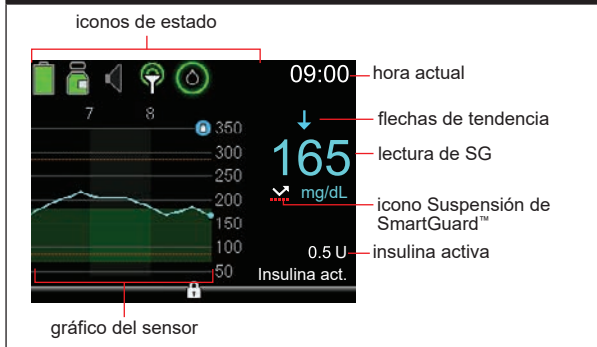 iconos de estado
09:00
hora actual
7 8
flechas de tendencia
350
300
165
lectura de SG
250
mg/dL
200
icono Suspensión de
SmartGuard™
150
100
0.5 U
insulina activa
50
Insulina act.
gráfico del sensor